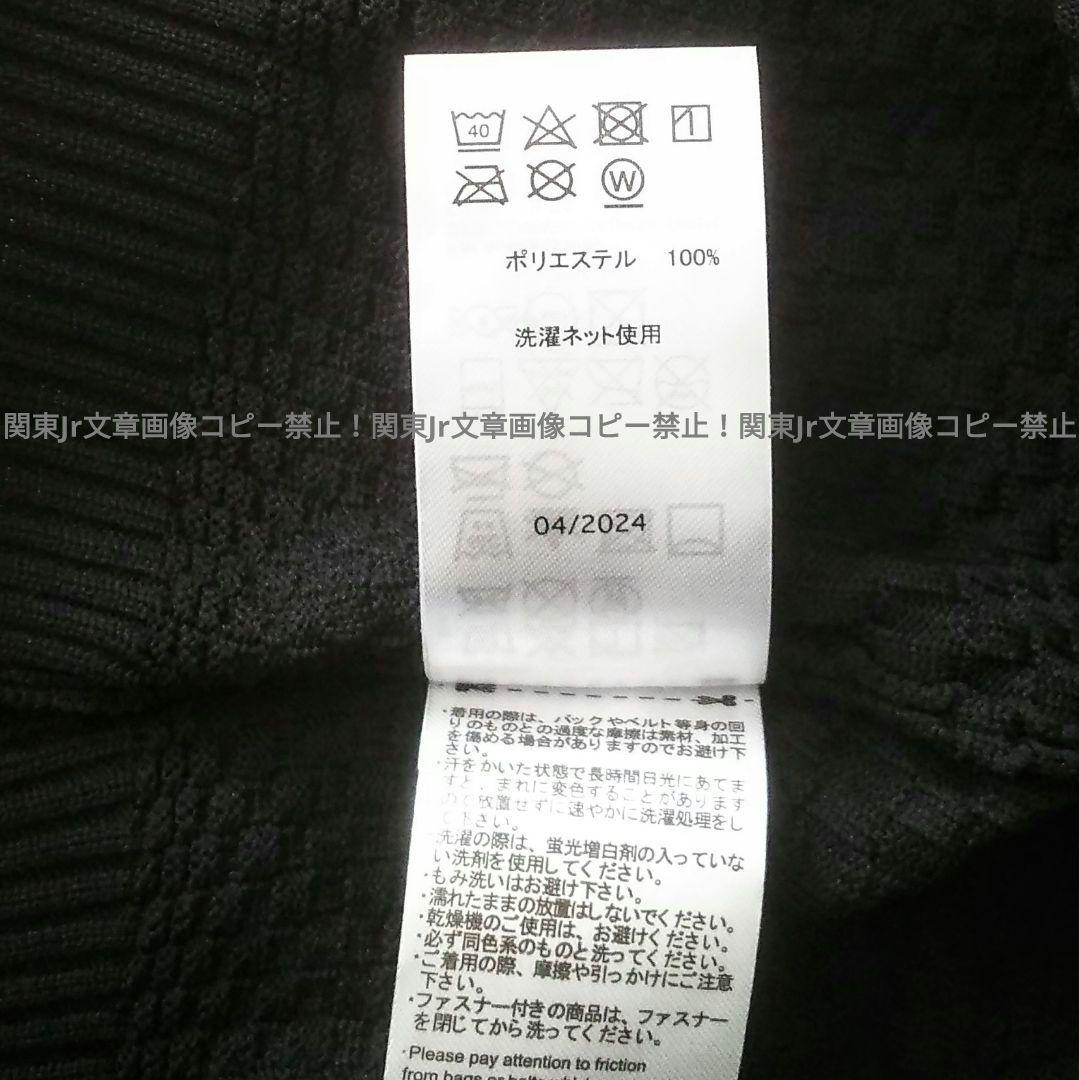 40
W
ポリエステル 100%
洗濯ネット使用
関東Jr文章画像コピー禁止！関東Jr文章画像コピー禁止！関東Jr文章画像コピー禁止
04/2024
・着用の際は、バックやベルト等身の回
りのものとの過度な摩擦は素材、加工
を傷める場合がありますのでお避け下
さい。
・汗をかいた状態で長時間日光にあてま
すと、まれに変色することがあります
ので放置せずに速やかに洗濯処理をし
て下さい。
・洗濯の際は、蛍光増白剤の入っていな
い洗剤を使用してください。
・もみ洗いはお避け下さい。
・濡れたままの放置はしないでください。
・乾燥機のご使用は、お避けください。
・必ず同色系のものと洗ってください。
・ご着用の際、摩擦や引っかけにご注意
下さい。
・ファスナー付きの商品は、ファスナー
を閉じてから洗ってください。
・Please pay attention to friction
from bags or belts